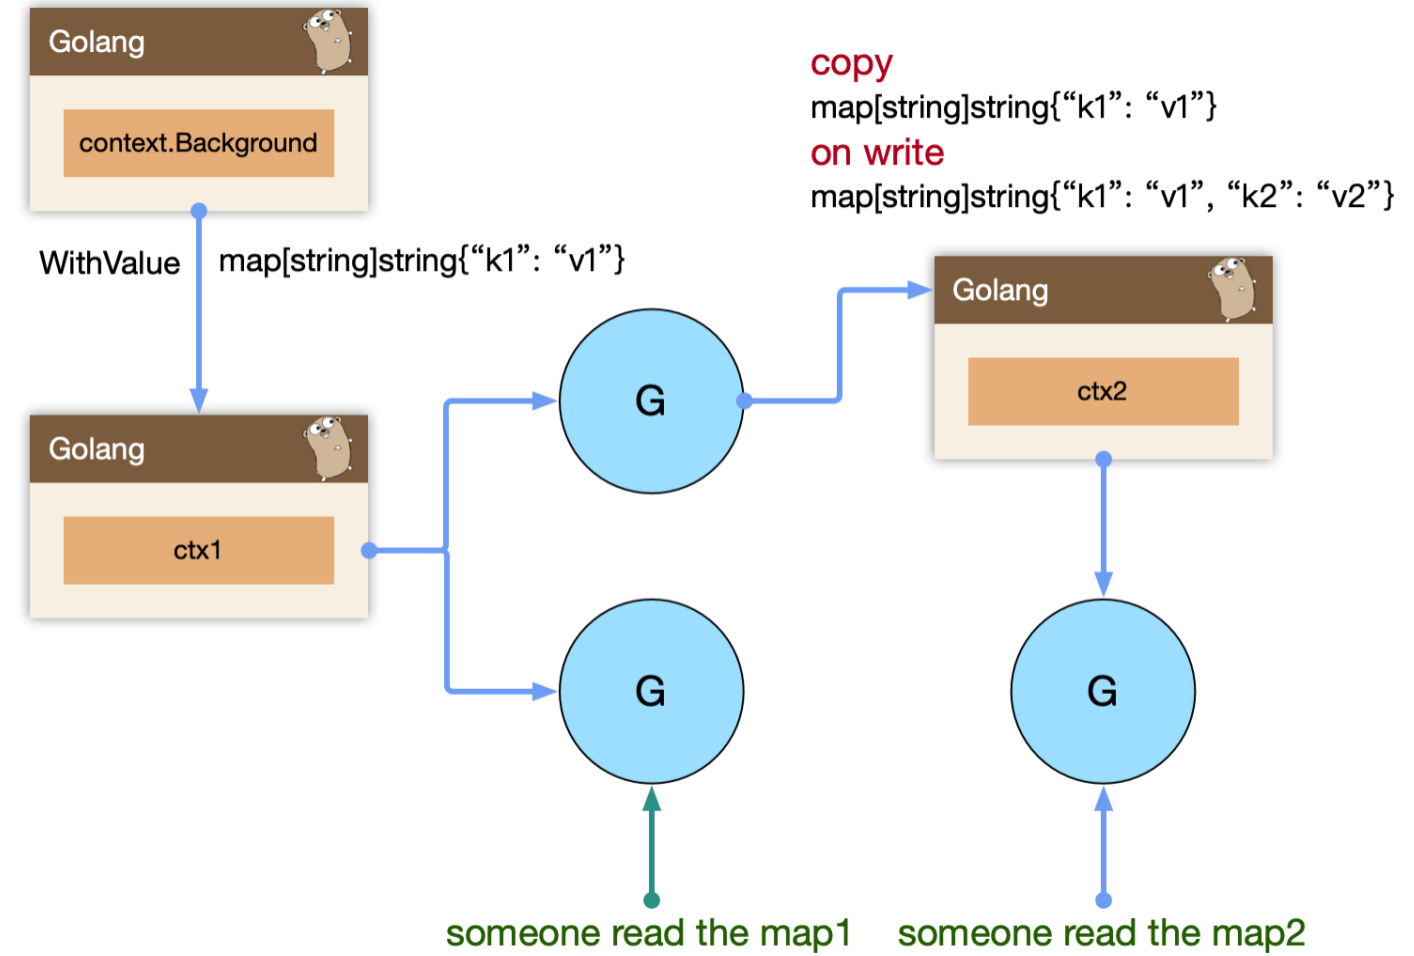 Golang
context.Background
WithValue
map[string]string{“k1”: “v1”}
Golang
ctx1
G
G
copy
map[string]string{“k1”: “v1”}
on write
map[string]string{“k1”: “v1”, “k2”: “v2”}
Golang
ctx2
G
someone read the map1
someone read the map2